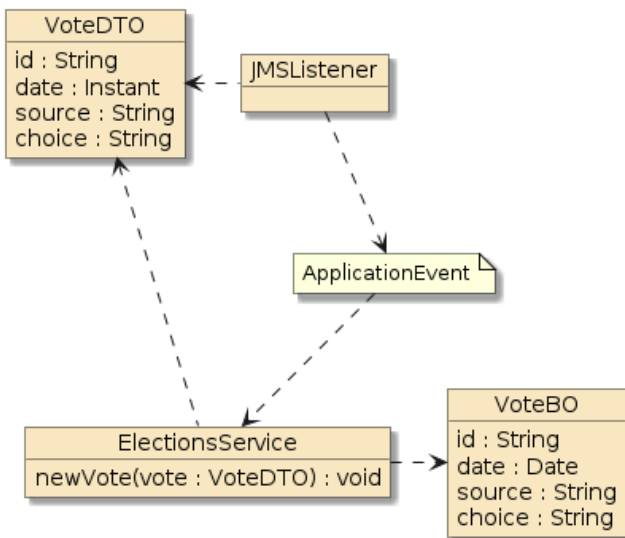 VoteDTO
id : String
date : Instant
source : String
choice : String
JMSListener
ApplicationEvent
ElectionsService
newVote(vote : VoteDTO) : void
VoteBO
id : String
date : Date
source : String
choice : String